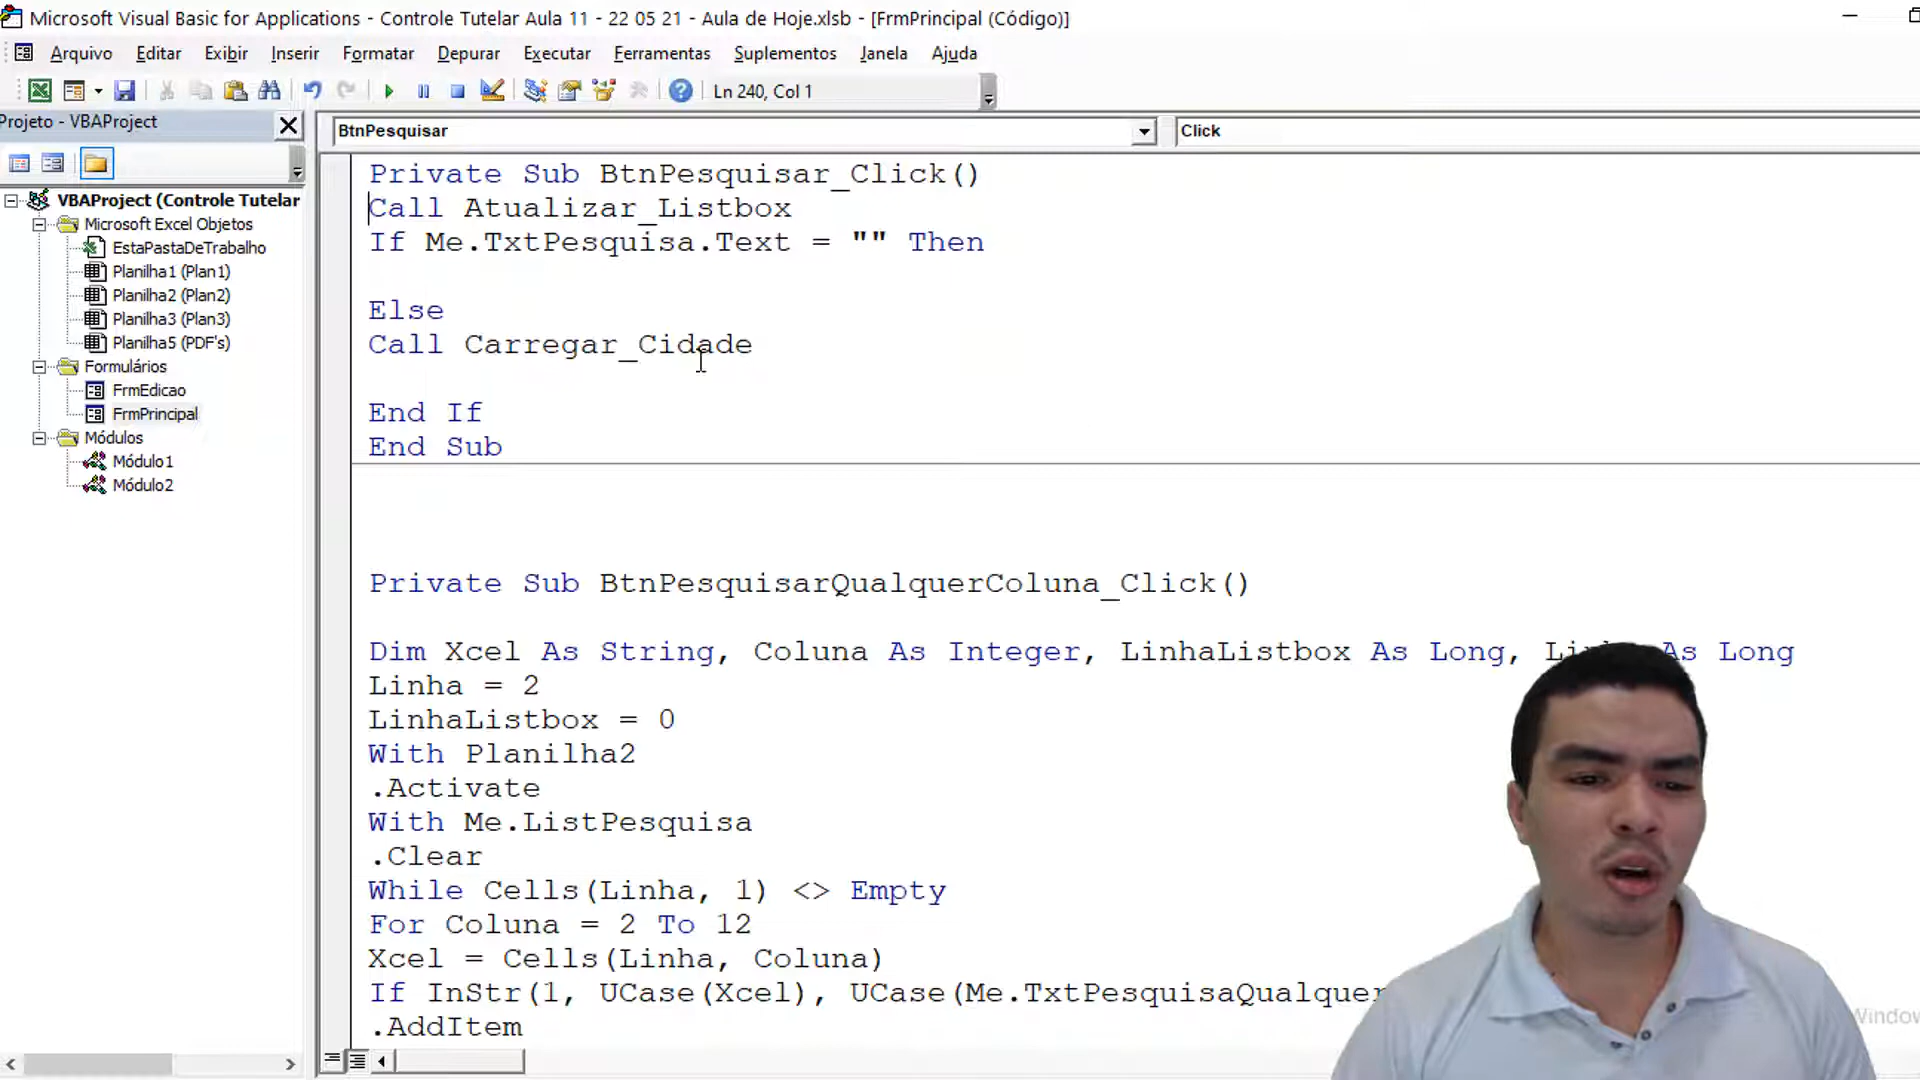 Microsoft Visual Basic for Applications - Controle Tutelar Aula 11 - 22 05 21 - Aula de Hoje.xlsb - [FrmPrincipal (Código)]
Arquivo Editar Exibir Inserir Formatar Depurar Executar Ferramentas Suplementos Janela Ajuda
Ln 240, Col 1
Projeto - VBAProject
BtnPesquisar
Click
VBAProject (Controle Tutelar
Microsoft Excel Objetos
EstaPastaDeTrabalho
Planilha1 (Plan1)
Planilha2 (Plan2)
Planilha3 (Plan3)
Planilha5 (PDF's)
Formulários
FrmEdicao
FrmPrincipal
Módulos
Módulo1
Módulo2
Private Sub BtnPesquisar_Click()
Call Atualizar_Listbox
If Me.TxtPesquisa.Text = "" Then
Else
Call Carregar_Cidade
End If
End Sub
Private Sub BtnPesquisarQualquerColuna_Click()
Dim Xcel As String, Coluna As Integer, LinhaListbox As Long, As Long
Linha = 2
LinhaListbox = 0
With Planilha2
.Activate
With Me.ListPesquisa
.Clear
While Cells(Linha, 1) <> Empty
For Coluna = 2 To 12
Xcel = Cells(Linha, Coluna)
If InStr(1, UCase(Xcel), UCase(Me.TxtPesquisaQualquer
.AddItem